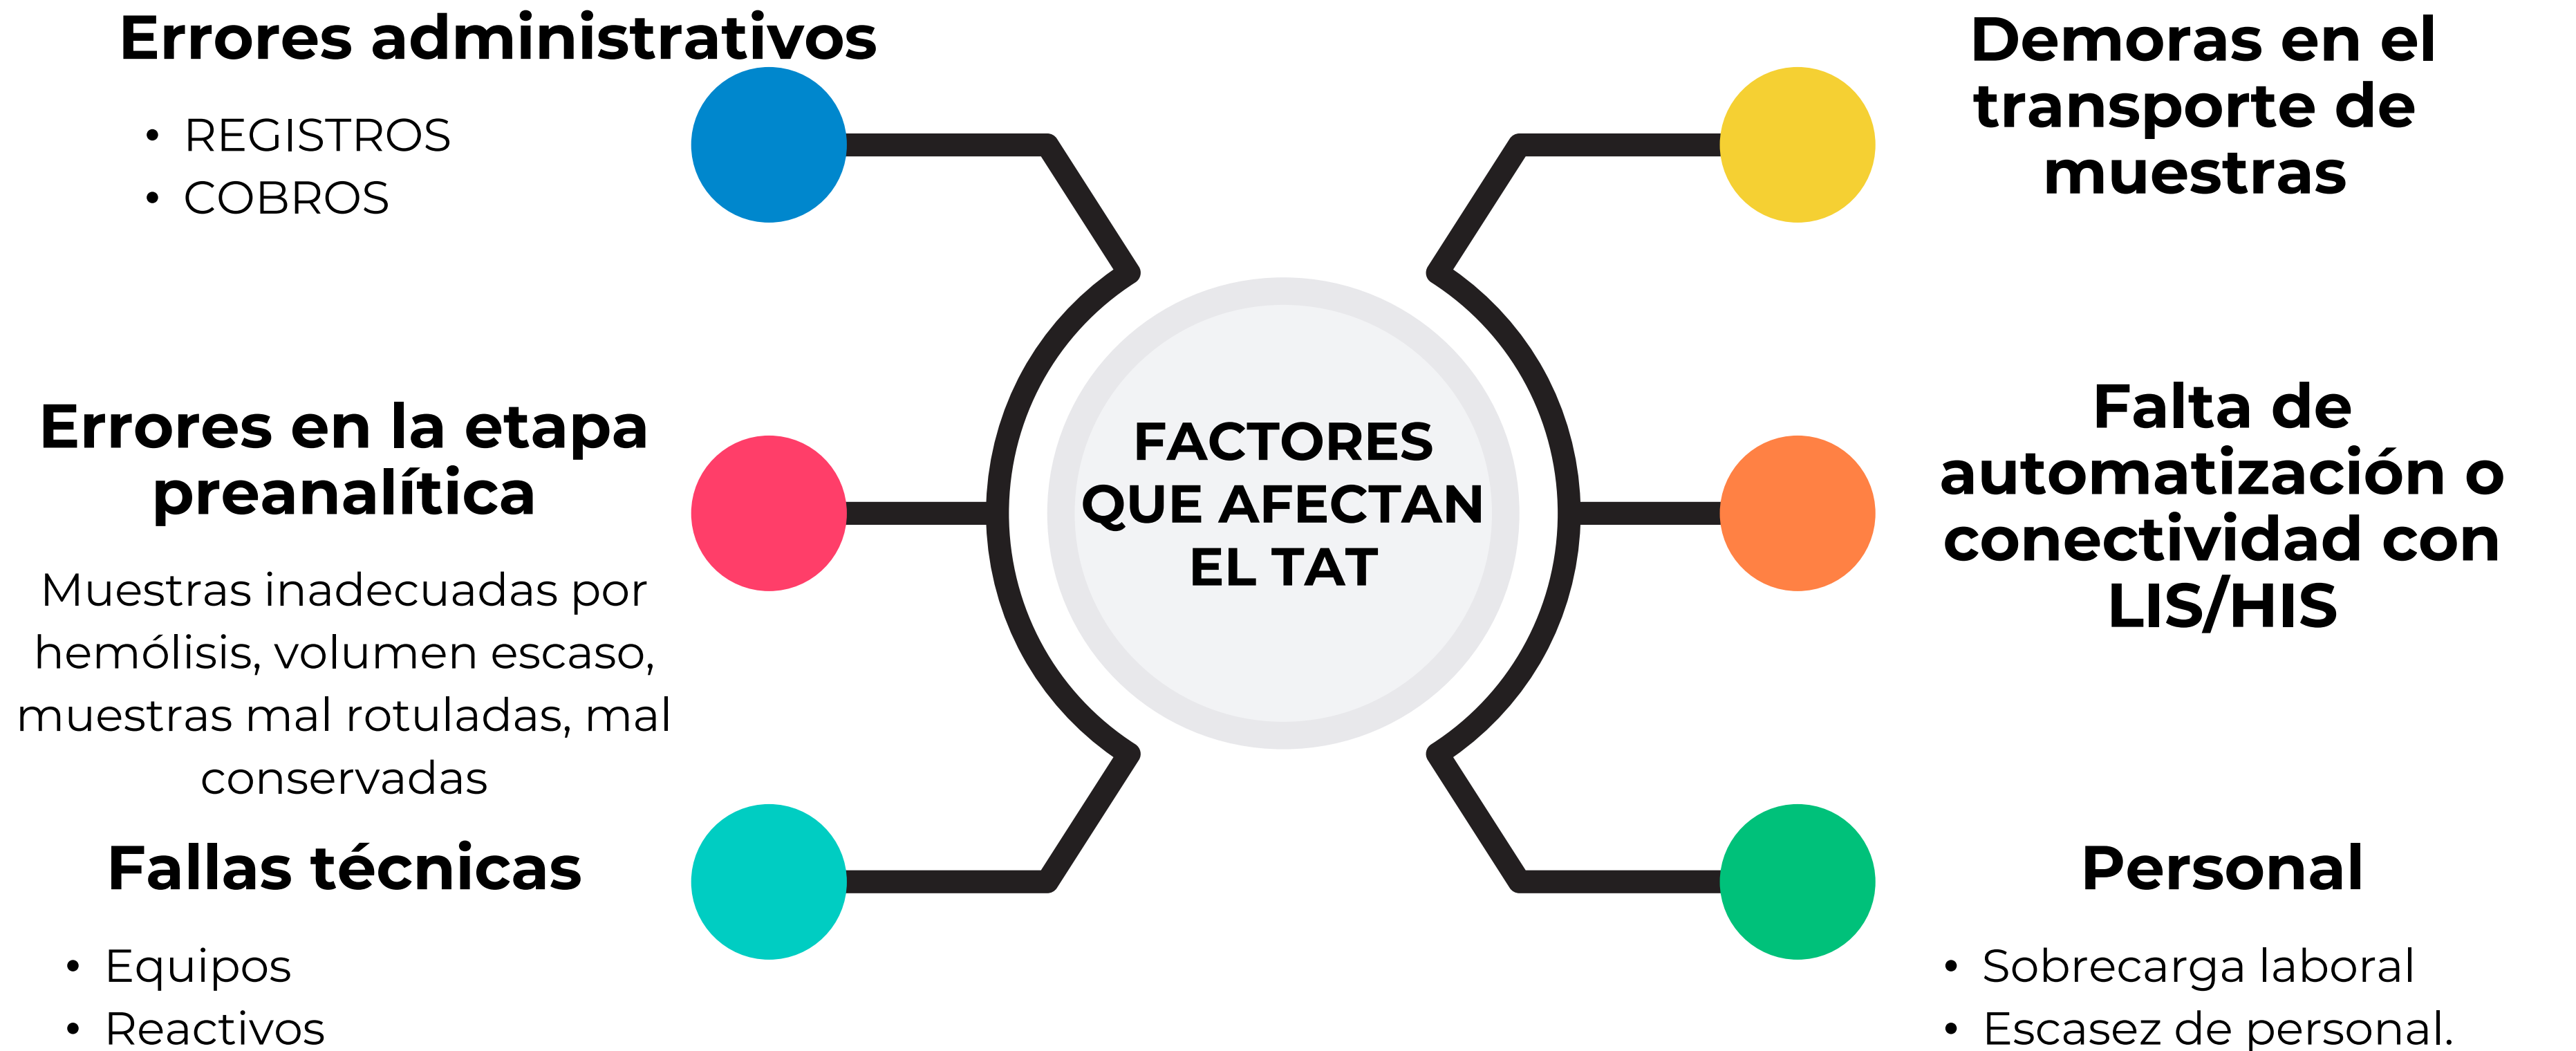 Errores administrativos
• REGISTROS
• COBROS
Errores en la etapa
preanalítica
Muestras inadecuadas por
hemólisis, volumen escaso,
muestras mal rotuladas, mal
conservadas
Fallas técnicas
• Equipos
• Reactivos
FACTORES
QUE AFECTAN
EL TAT
Demoras en el
transporte de
muestras
Falta de
automatización o
conectividad con
LIS/HIS
Personal
• Sobrecarga laboral
• Escasez de personal.